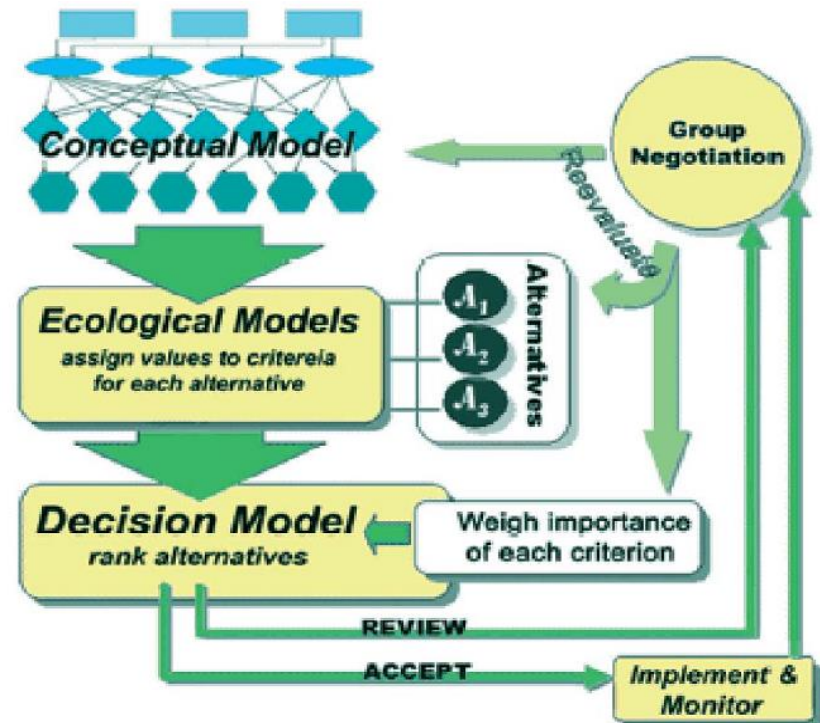 Conceptual Model
Group
Negotiation
Reevaluate
Ecological Models
assign values to critereia
for each alternative
A1
A2
A3
Alternatives
Decision Model
rank alternatives
Weigh importance
of each criterion
REVIEW
ACCEPT
Implement &
Monitor